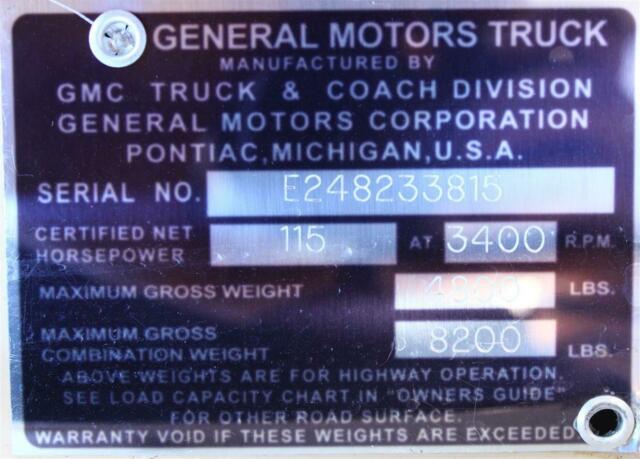 GENERAL MOTORS TRUCK
MANUFACTURED BY
GMC TRUCK & COACH DIVISION
GENERAL MOTORS CORPORATION
PONTIAC, MICHIGAN, U.S.A.
SERIAL NO. E248233815
CERTIFIED NET HORSEPOWER 115 AT 3400 R.P.M.
MAXIMUM GROSS WEIGHT 4800 LBS.
MAXIMUM GROSS COMBINATION WEIGHT 8200 LBS.
ABOVE WEIGHTS ARE FOR HIGHWAY OPERATION.
SEE LOAD CAPACITY CHART IN "OWNERS GUIDE"
FOR OTHER ROAD SURFACE.
WARRANTY VOID IF THESE WEIGHTS ARE EXCEEDED.